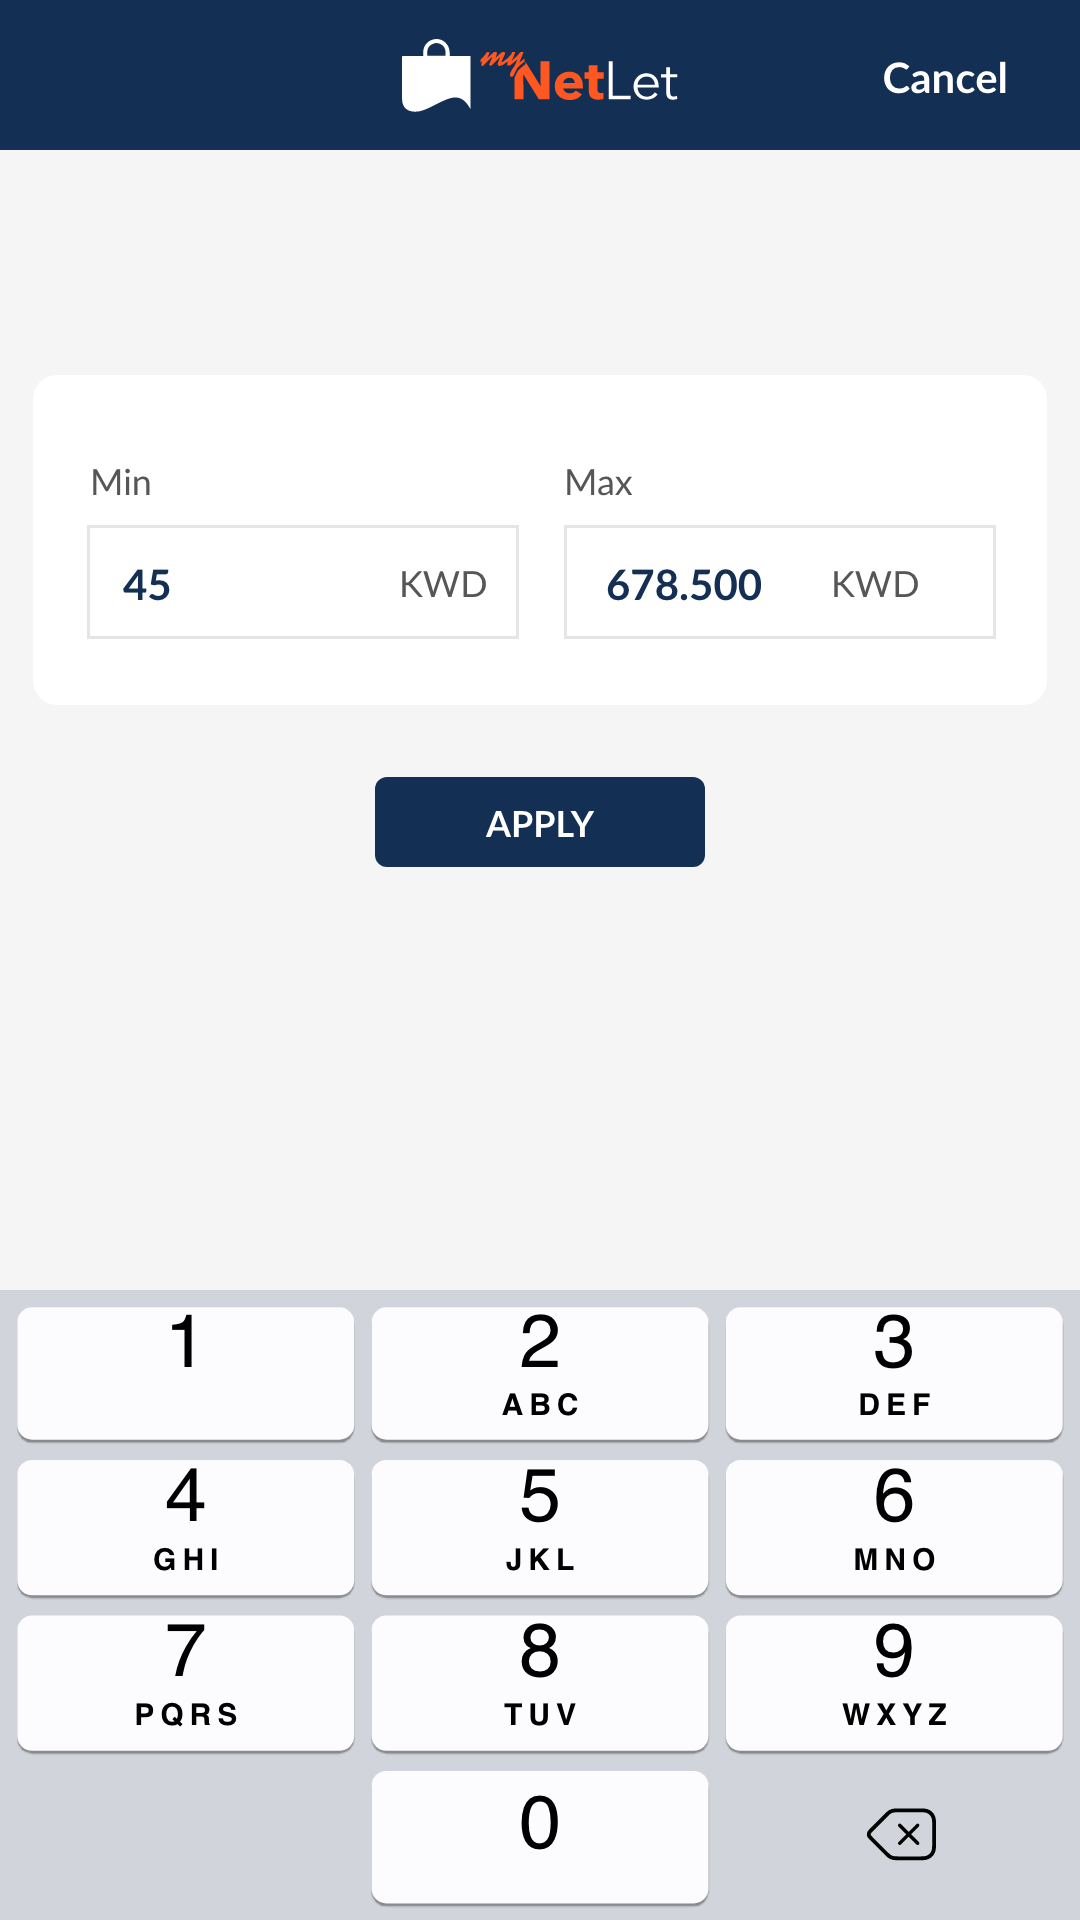 myNetLet
Cancel
Min
Max
45 KWD
678.500 KWD
APPLY
1
2
3
ABC
DEF
4
5
6
GHI
JKL
MNO
7
8
9
PQRS
TUV
WXYZ
0